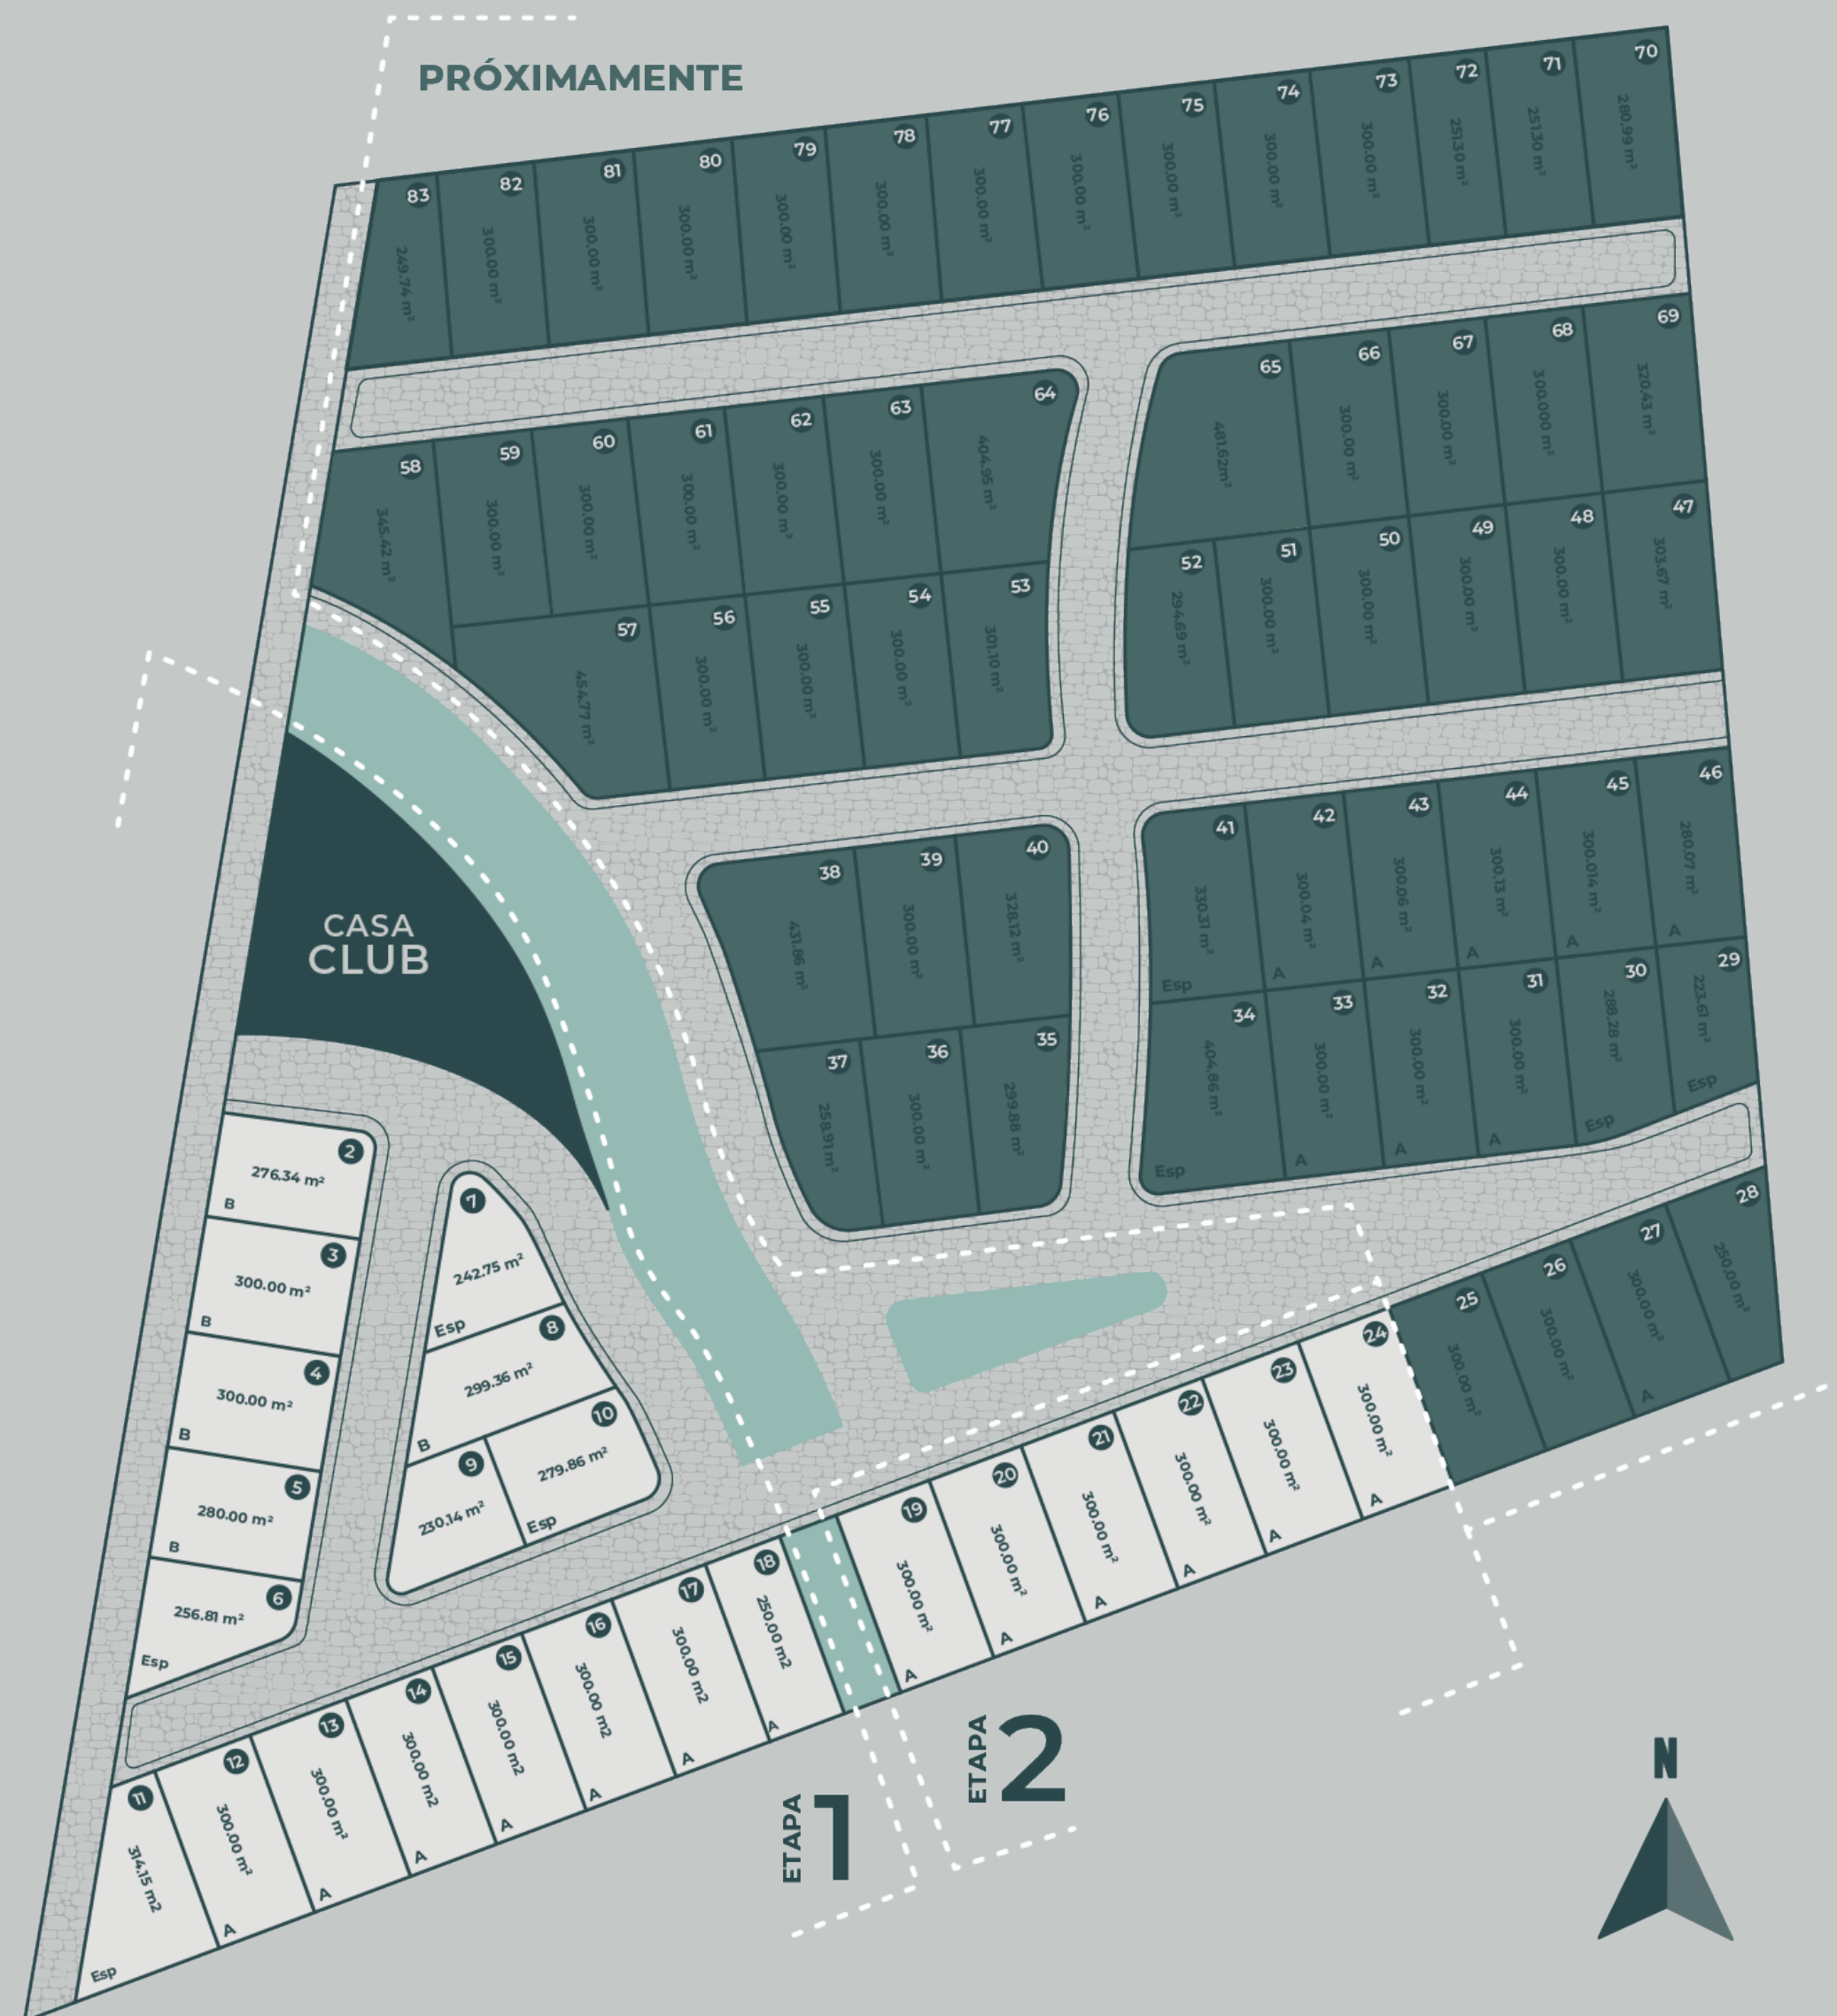 PRÓXIMAMENTE
83
249.74 m²
82
300.00 m²
81
300.00 m²
80
300.00 m²
79
300.00 m²
78
300.00 m²
77
300.00 m²
76
300.00 m²
75
300.00 m²
74
300.00 m²
73
300.00 m²
72
251.30 m²
71
251.30 m²
70
280.99 m²
58
345.42 m²
59
300.00 m²
60
300.00 m²
61
300.00 m²
62
300.00 m²
63
300.00 m²
64
404.95 m²
65
481.62m²
66
300.00 m²
67
300.00 m²
68
300.000 m²
69
320.43 m²
57
454.77 m²
56
300.00 m²
55
300.00 m²
54
300.00 m²
53
301.10 m²
52
294.69 m²
51
300.00 m²
50
300.00 m²
49
300.00 m²
48
300.00 m²
47
303.67 m²
38
431.86 m²
39
300.00 m²
40
328.12 m²
41
330.31 m²
Esp
42
300.04 m²
A
43
300.06 m²
A
44
300.13 m²
A
45
300.014 m²
A
46
280.07 m²
A
CASA
CLUB
37
258.91 m²
36
300.00 m²
35
299.88 m²
34
404.86 m²
Esp
33
300.00 m²
A
32
300.00 m²
A
31
300.00 m²
A
30
288.28 m²
Esp
29
223.61 m²
Esp
2
276.34 m²
B
3
300.00 m²
B
4
300.00 m²
B
5
280.00 m²
B
6
256.81 m²
Esp
7
242.75 m²
Esp
8
299.36 m²
B
9
230.14 m²
10
279.86 m²
Esp
11
314.15 m2
Esp
12
300.00 m²
A
13
300.00 m²
A
14
300.00 m2
A
15
300.00 m2
A
16
300.00 m2
A
17
300.00 m2
A
18
250.00 m2
A
19
300.00 m²
A
20
300.00 m²
A
21
300.00 m²
A
22
300.00 m²
A
23
300.00 m²
A
24
300.00 m²
A
25
300.00 m²
26
300.00 m²
27
300.00 m²
A
28
250.00 m²
ETAPA 1
ETAPA 2
N